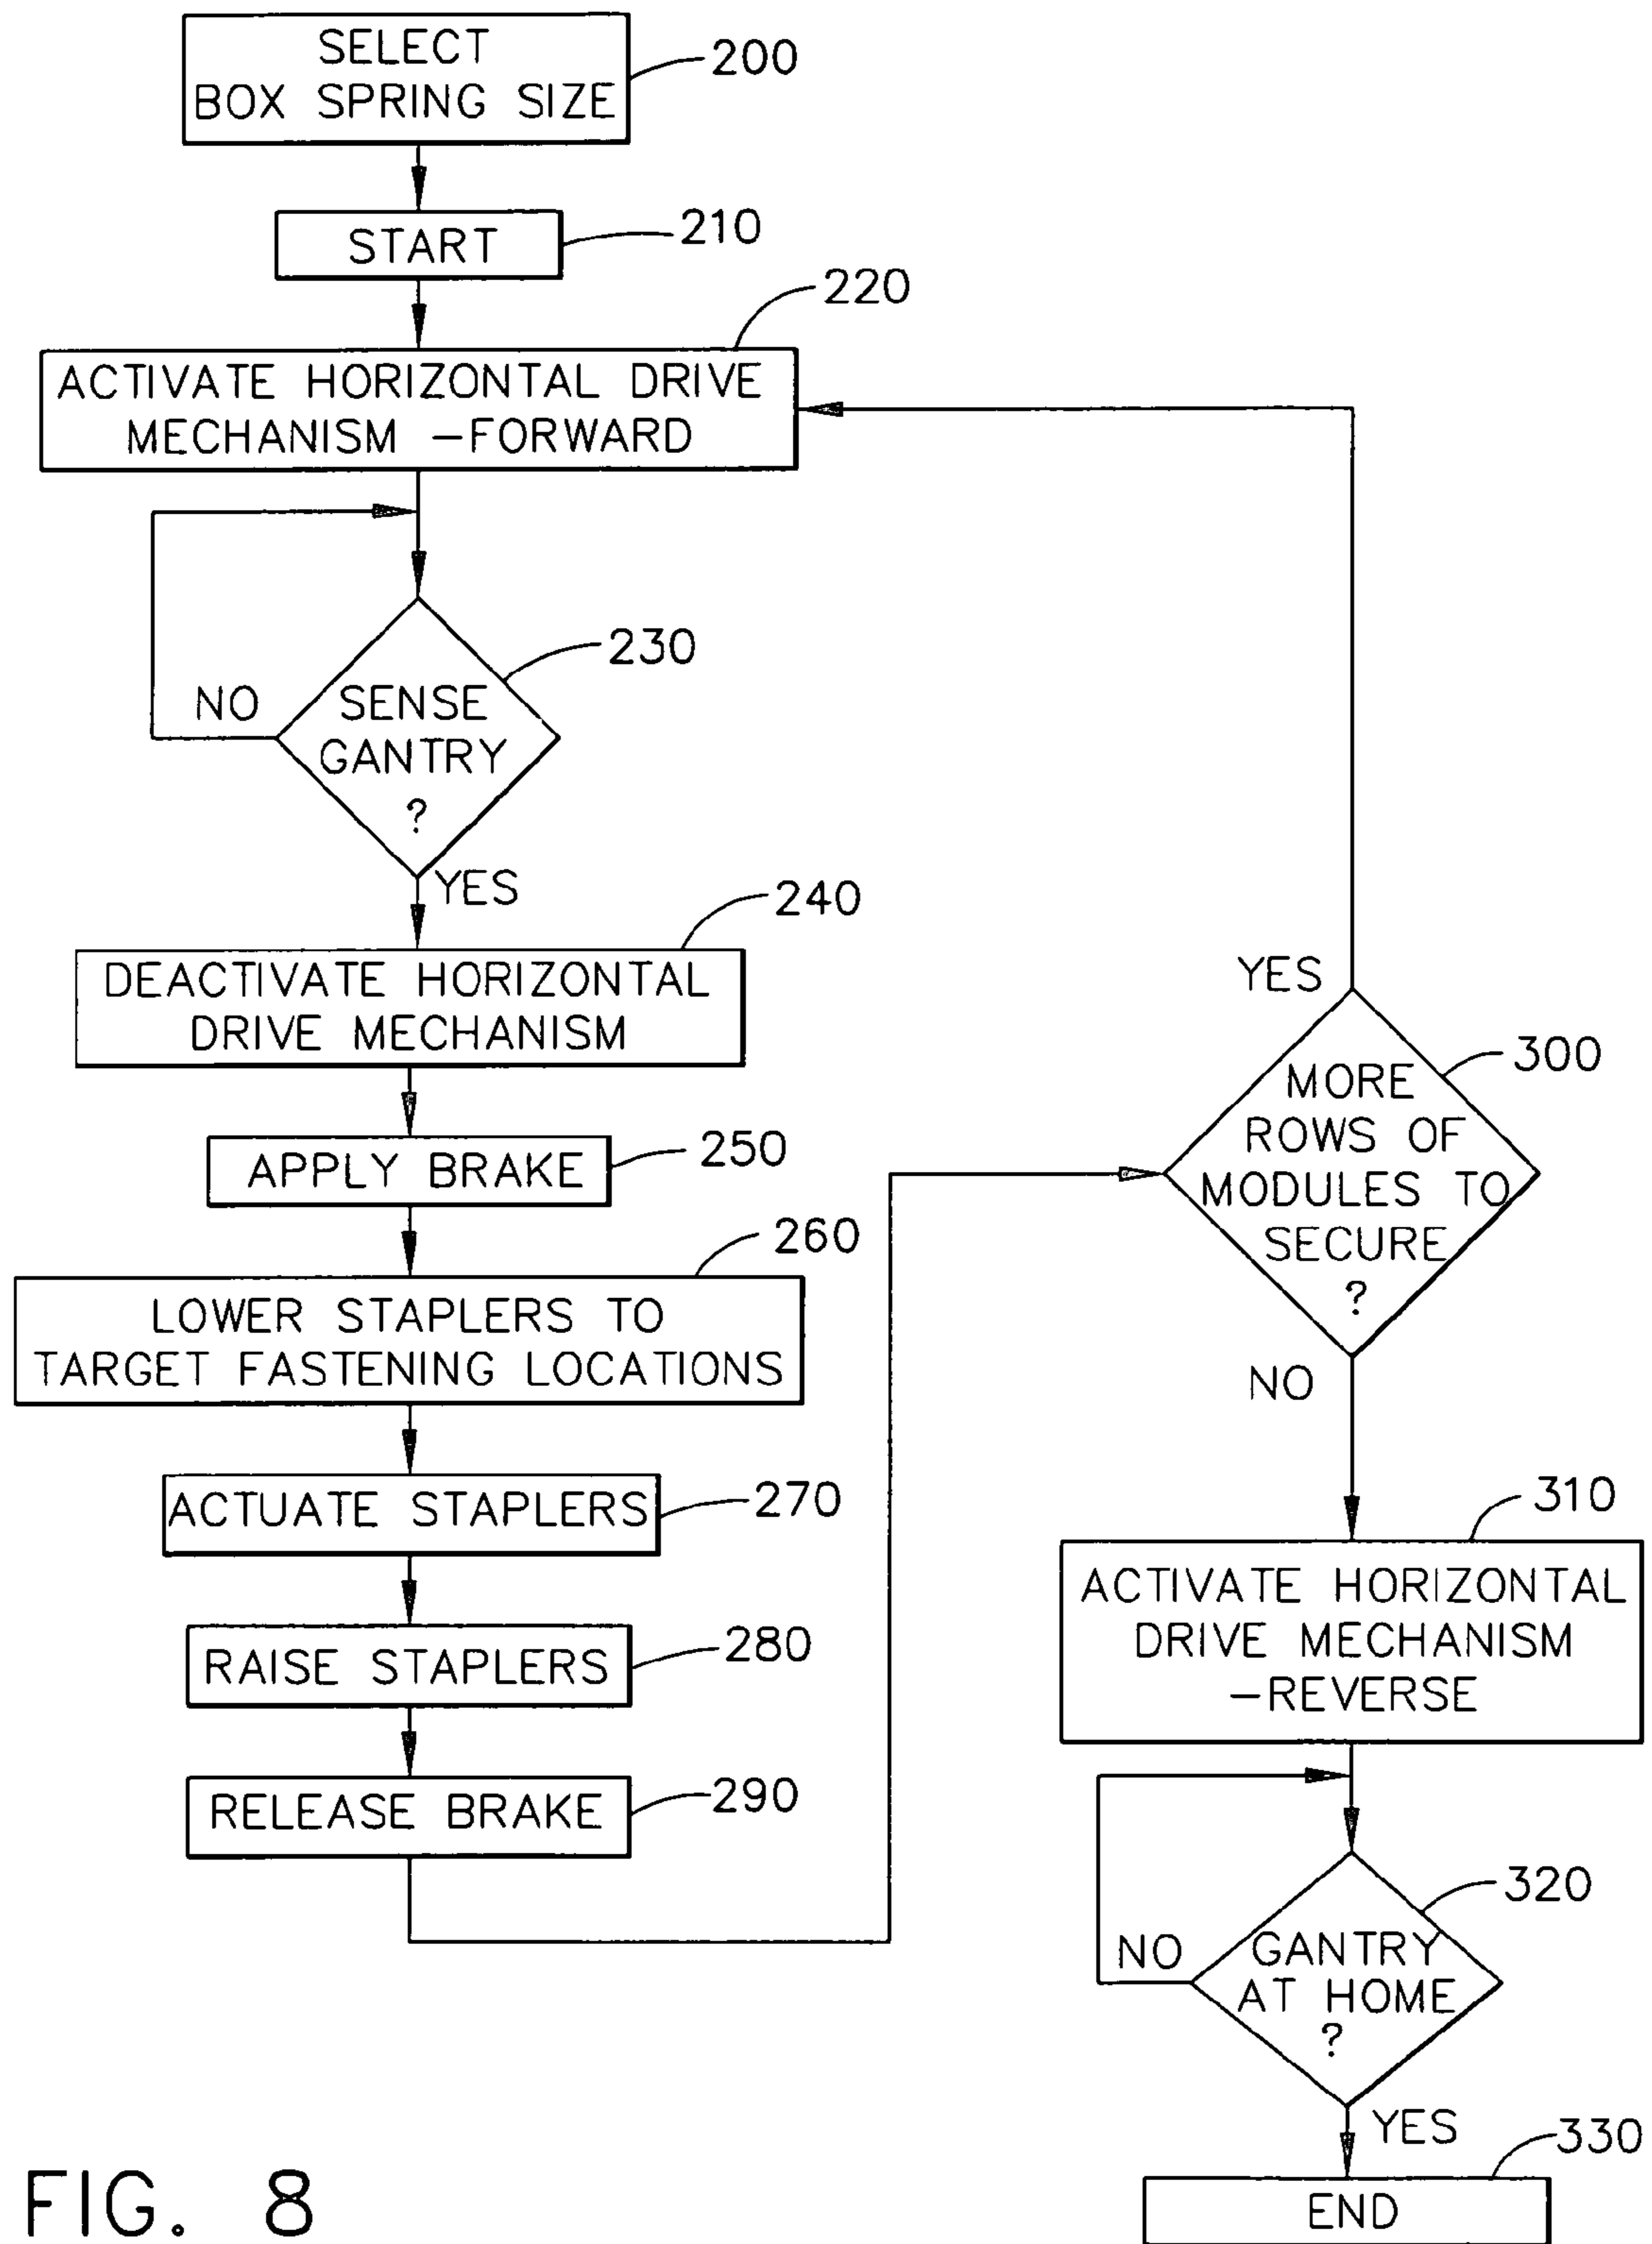 SELECT
BOX SPRING SIZE
200
START
210
220
ACTIVATE HORIZONTAL DRIVE
MECHANISM -FORWARD
230
NO
SENSE
GANTRY
?
YES
240
DEACTIVATE HORIZONTAL
DRIVE MECHANISM
APPLY BRAKE
250
260
LOWER STAPLERS TO
TARGET FASTENING LOCATIONS
ACTUATE STAPLERS
270
RAISE STAPLERS
280
RELEASE BRAKE
290
YES
300
MORE
ROWS OF
MODULES TO
SECURE
?
NO
310
ACTIVATE HORIZONTAL
DRIVE MECHANISM
-REVERSE
320
NO
GANTRY
AT HOME
?
YES
330
END
FIG. 8